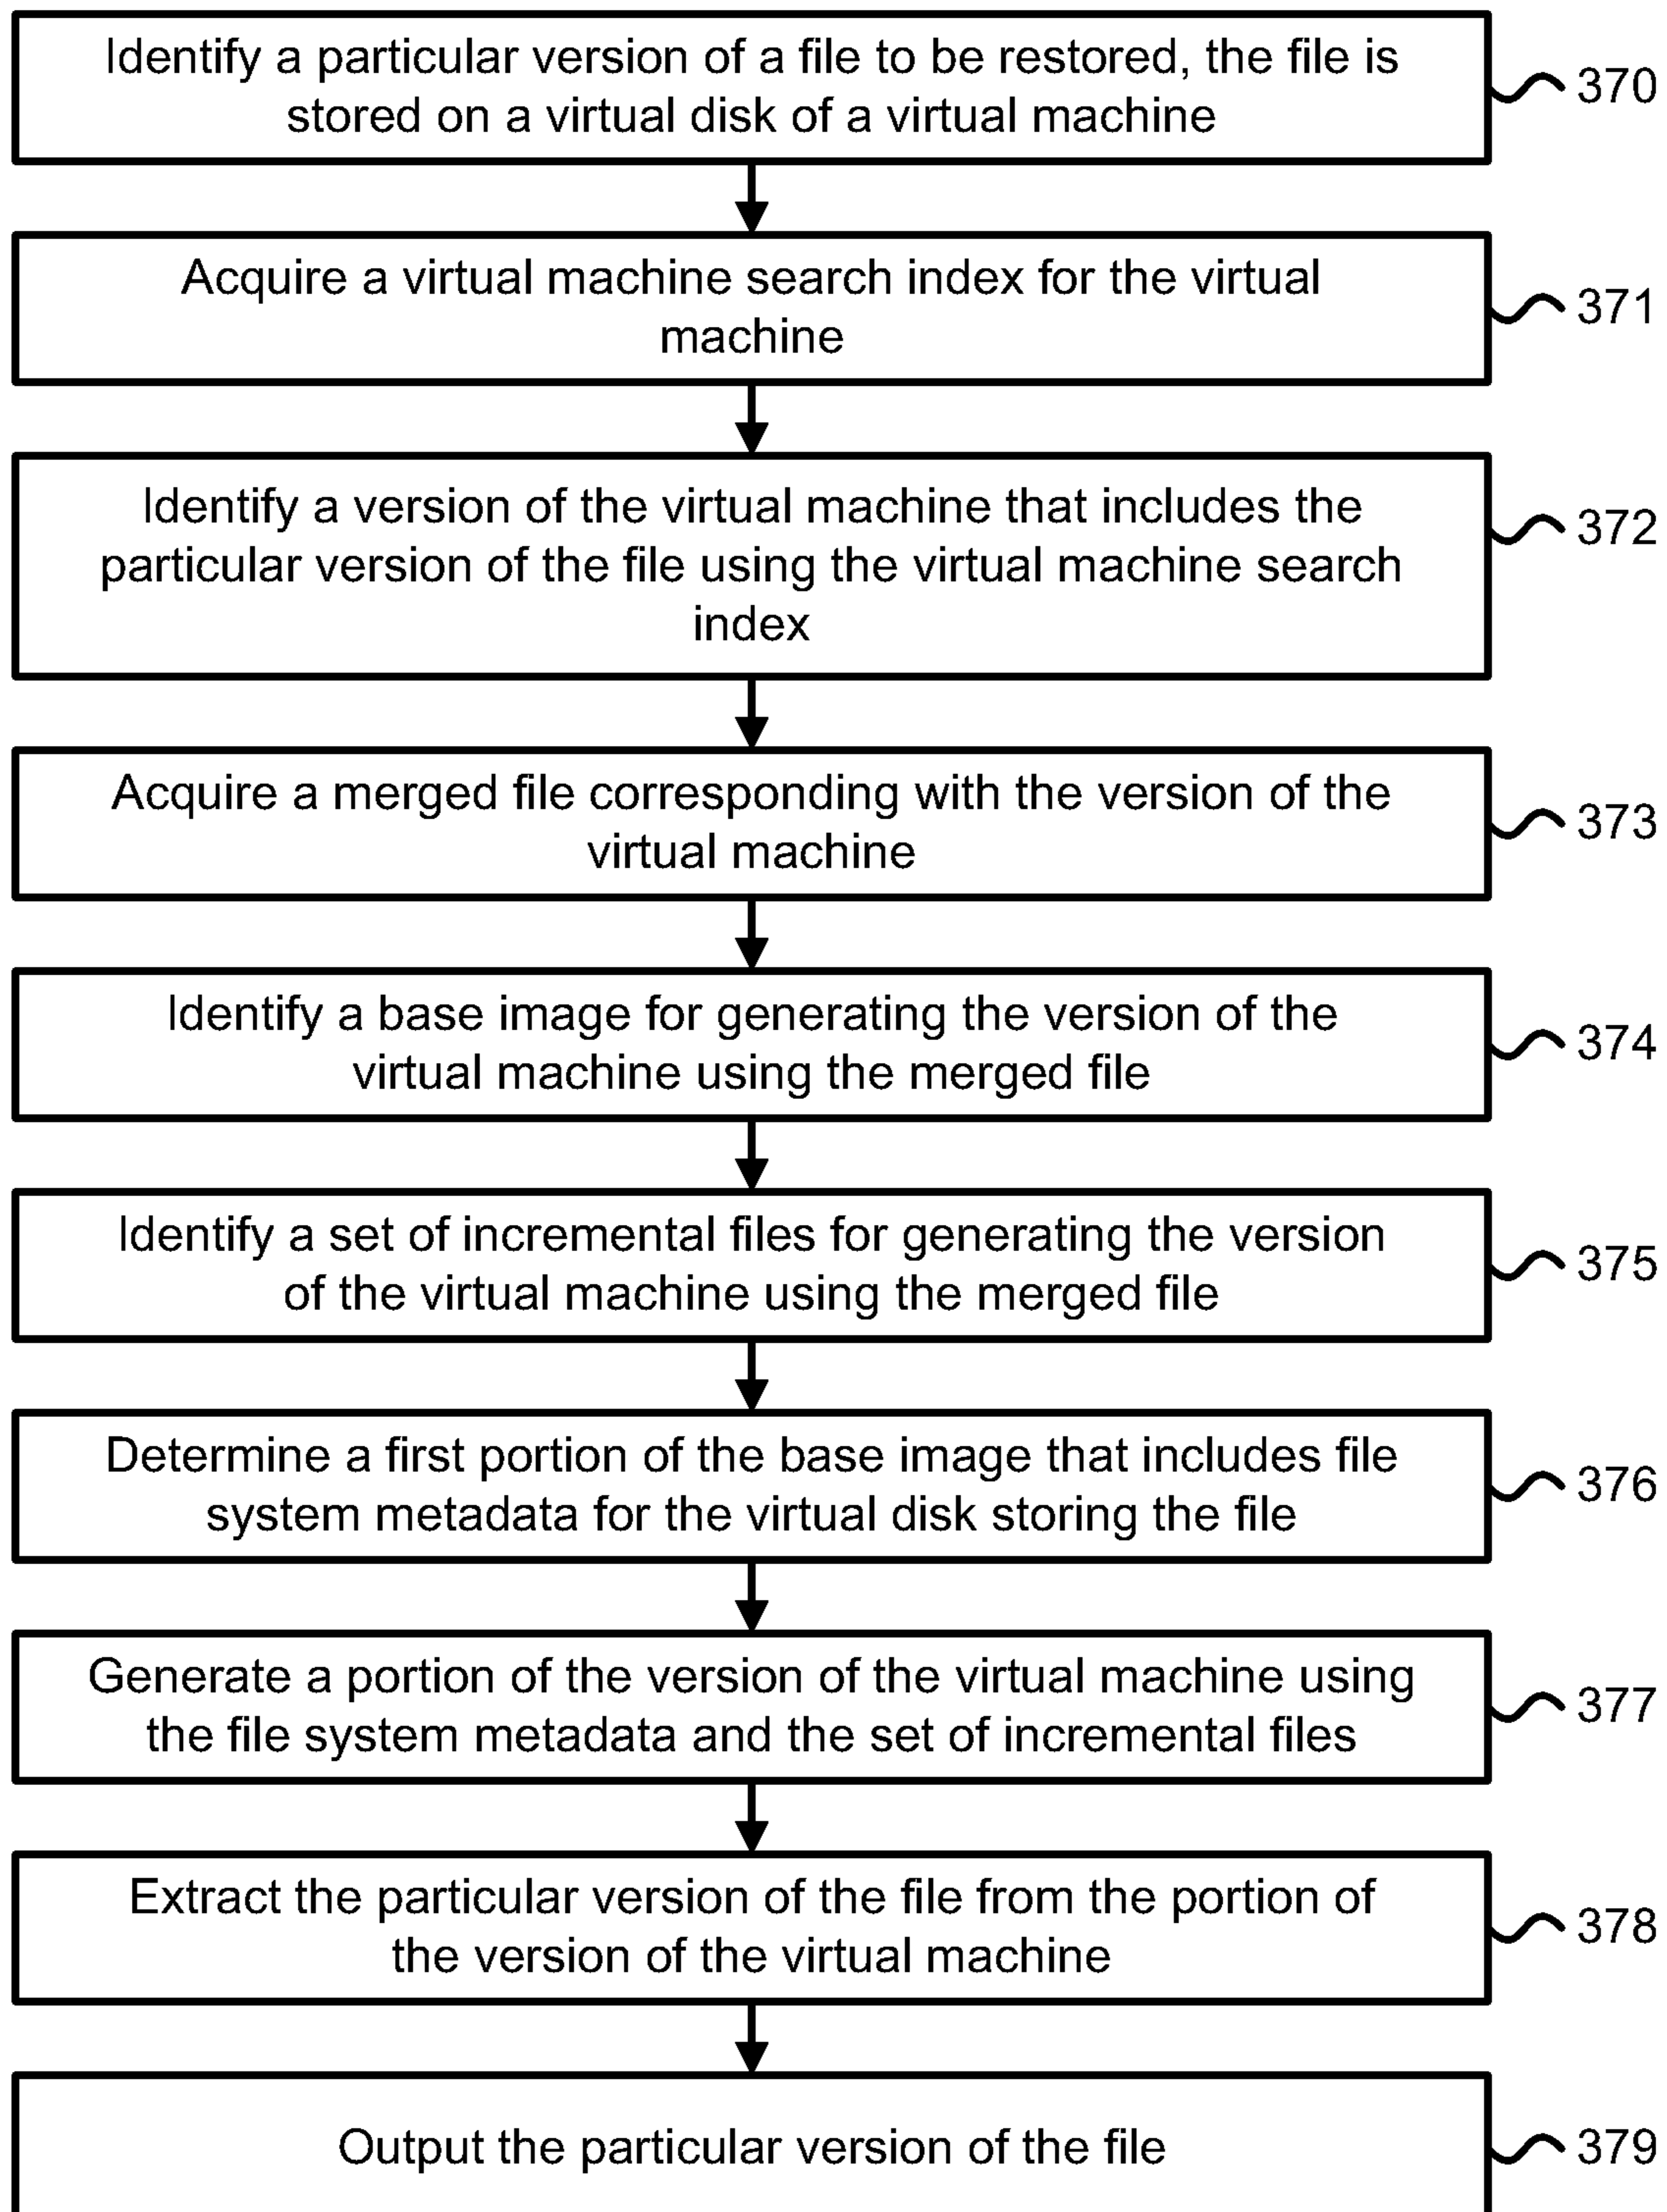 Identify a particular version of a file to be restored, the file is
stored on a virtual disk of a virtual machine
370
Acquire a virtual machine search index for the virtual
machine
371
Identify a version of the virtual machine that includes the
particular version of the file using the virtual machine search
index
372
Acquire a merged file corresponding with the version of the
virtual machine
373
Identify a base image for generating the version of the
virtual machine using the merged file
374
Identify a set of incremental files for generating the version
of the virtual machine using the merged file
375
Determine a first portion of the base image that includes file
system metadata for the virtual disk storing the file
376
Generate a portion of the version of the virtual machine using
the file system metadata and the set of incremental files
377
Extract the particular version of the file from the portion of
the version of the virtual machine
378
Output the particular version of the file
379